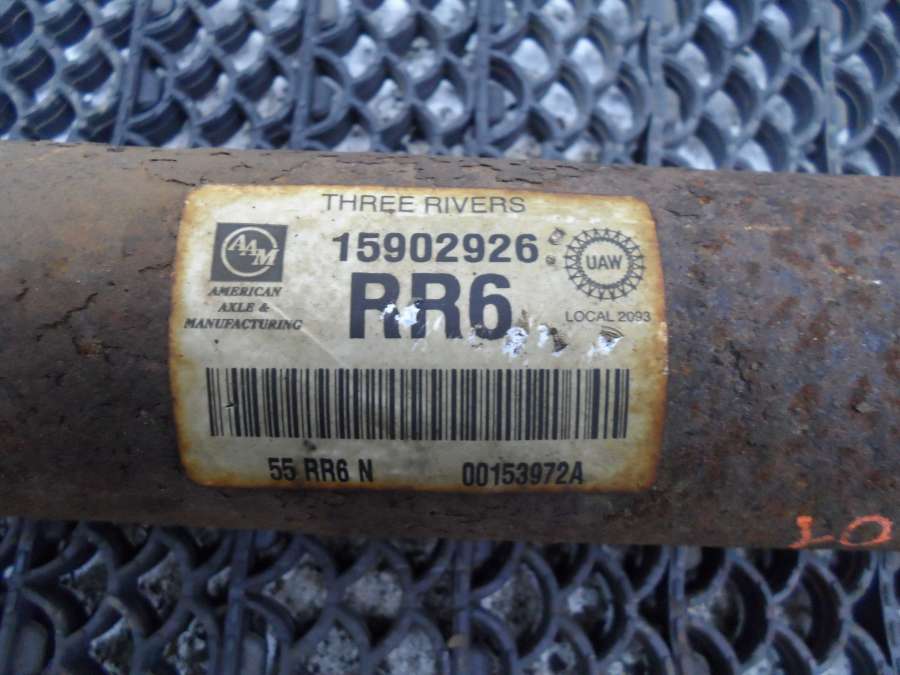 THREE RIVERS
AAM
AMERICAN
AXLE &
MANUFACTURING
15902926
RR6
UAW
LOCAL 2093
55 RR6 N
00153972A